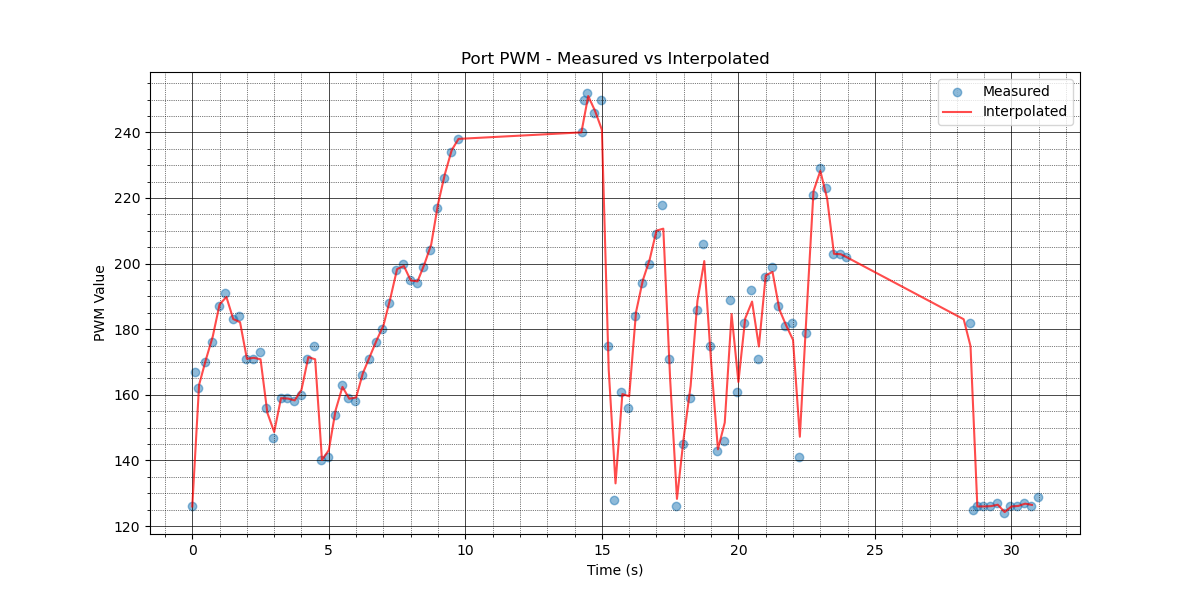 Port PWM - Measured vs Interpolated
Measured
Interpolated
PWM Value
240
220
200
180
160
140
120
0 5 10 15 20 25 30
Time (s)